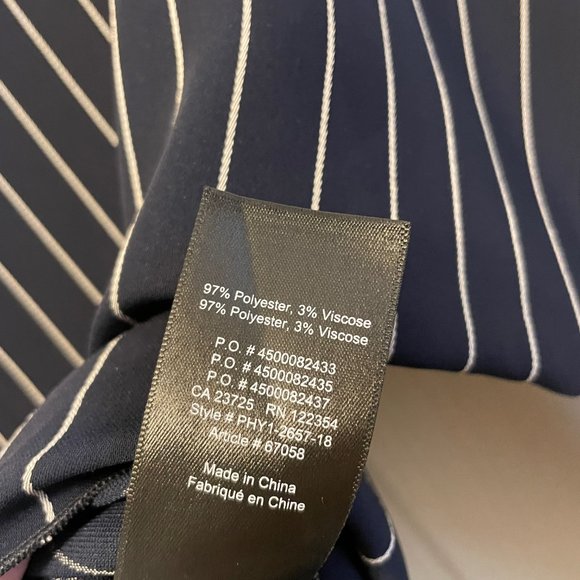 97% Polyester, 3% Viscose
97% Polyester, 3% Viscose
P.O. # 4500082433
P.O. # 4500082435
P.O. # 4500082437
CA 23725 RN 122354
Style # PHY1-2657-18
Article # 67058
Made in China
Fabriqué en Chine